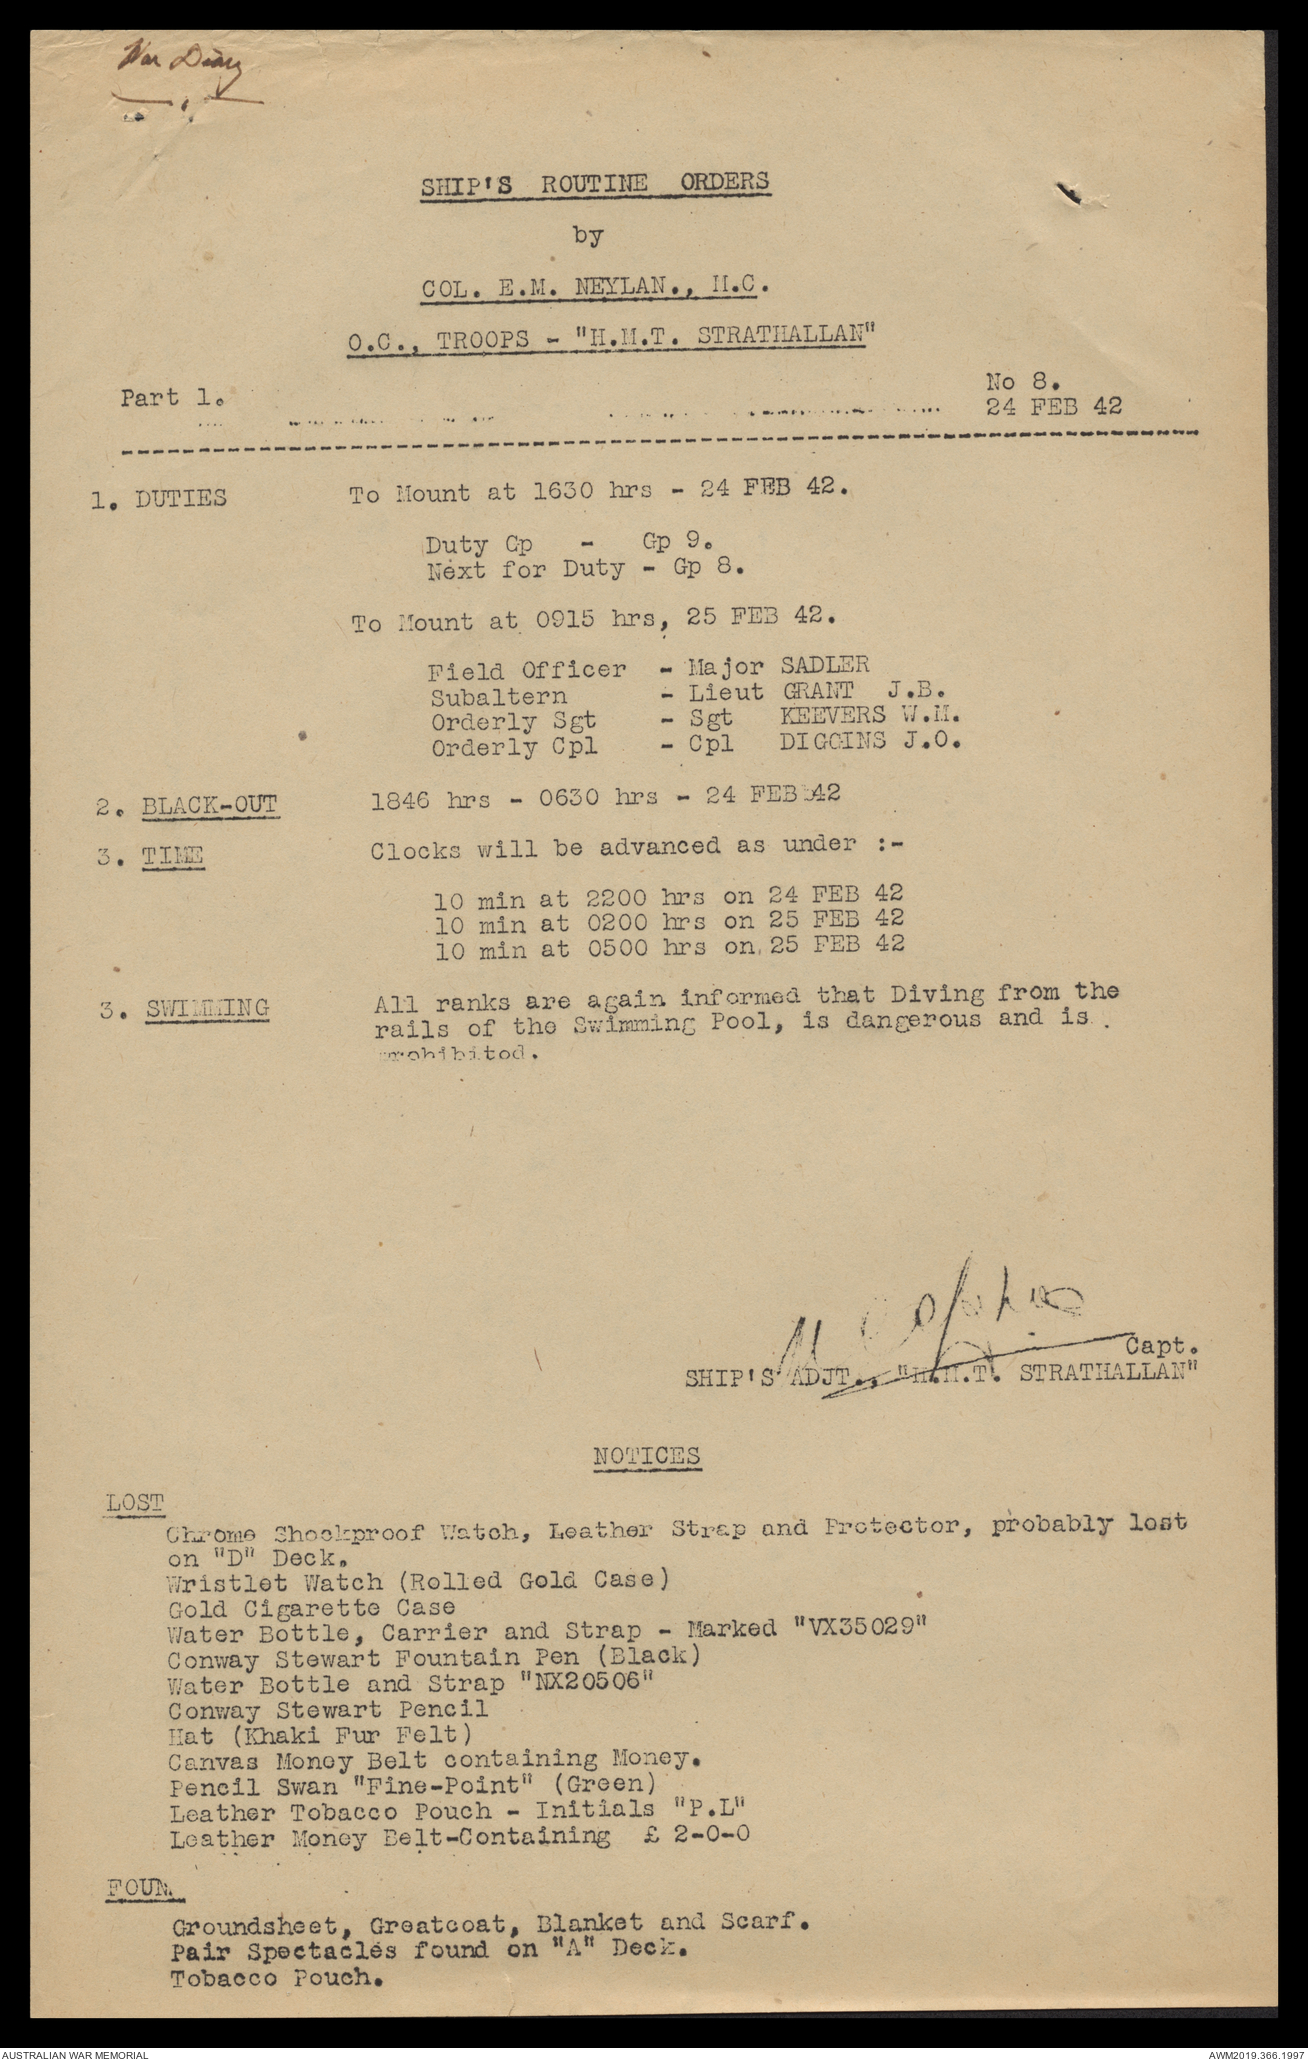 War Diary
SHIP'S ROUTINE ORDERS
by
COL. E.M. NEYLAN., M.C.
O.C., TROOPS - "H.M.T. STRATHALLAN"
Part 1.
No 8.
24 FEB 42
1. DUTIES To Mount at 1630 hrs - 24 FEB 42.
Duty Gp - Gp 9.
Next for Duty - Gp 8.
To Mount at 0915 hrs, 25 FEB 42.
Field Officer - Major SADLER
Subaltern - Lieut GRANT J.B.
Orderly Sgt - Sgt KEEVERS W.M.
Orderly Cpl - Cpl DIGGINS J.O.
2. BLACK-OUT 1846 hrs - 0630 hrs - 24 FEB 42
3. TIME Clocks will be advanced as under :-
10 min at 2200 hrs on 24 FEB 42
10 min at 0200 hrs on 25 FEB 42
10 min at 0500 hrs on 25 FEB 42
3. SWIMMING All ranks are again informed that Diving from the
rails of the Swimming Pool, is dangerous and is
prohibited.
Capt.
SHIP'S ADJT., "H.M.T. STRATHALLAN"
NOTICES
LOST
Chrome Shockproof Watch, Leather Strap and Protector, probably lost
on "D" Deck.
Wristlet Watch (Rolled Gold Case)
Gold Cigarette Case
Water Bottle, Carrier and Strap - Marked "VX35029"
Conway Stewart Fountain Pen (Black)
Water Bottle and Strap "NX20506"
Conway Stewart Pencil
Hat (Khaki Fur Felt)
Canvas Money Belt containing Money.
Pencil Swan "Fine-Point" (Green)
Leather Tobacco Pouch - Initials "P.L"
Leather Money Belt-Containing £ 2-0-0
FOUN
Groundsheet, Greatcoat, Blanket and Scarf.
Pair Spectacles found on "A" Deck.
Tobacco Pouch.
AUSTRALIAN WAR MEMORIAL
AWM2019.366.1997